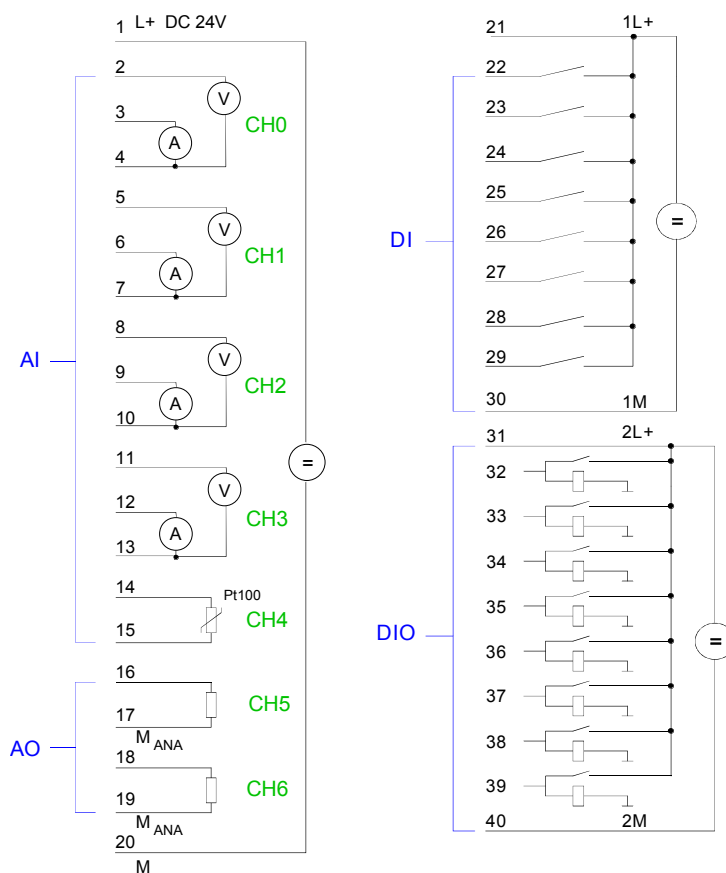 1 L+ DC 24V
2
V
CH0
3
A
4
5
V
CH1
6
A
7
8
V
AI
CH2
9
A
10
11
V
=
12
A
CH3
13
14
Pt100
CH4
15
16
CH5
17
M ANA
AO
18
CH6
19
M ANA
20
M
21 1L+
22
23
24
25
=
DI
26
27
28
29
30 1M
31 2L+
32
33
34
35
DIO
=
36
37
38
39
40 2M